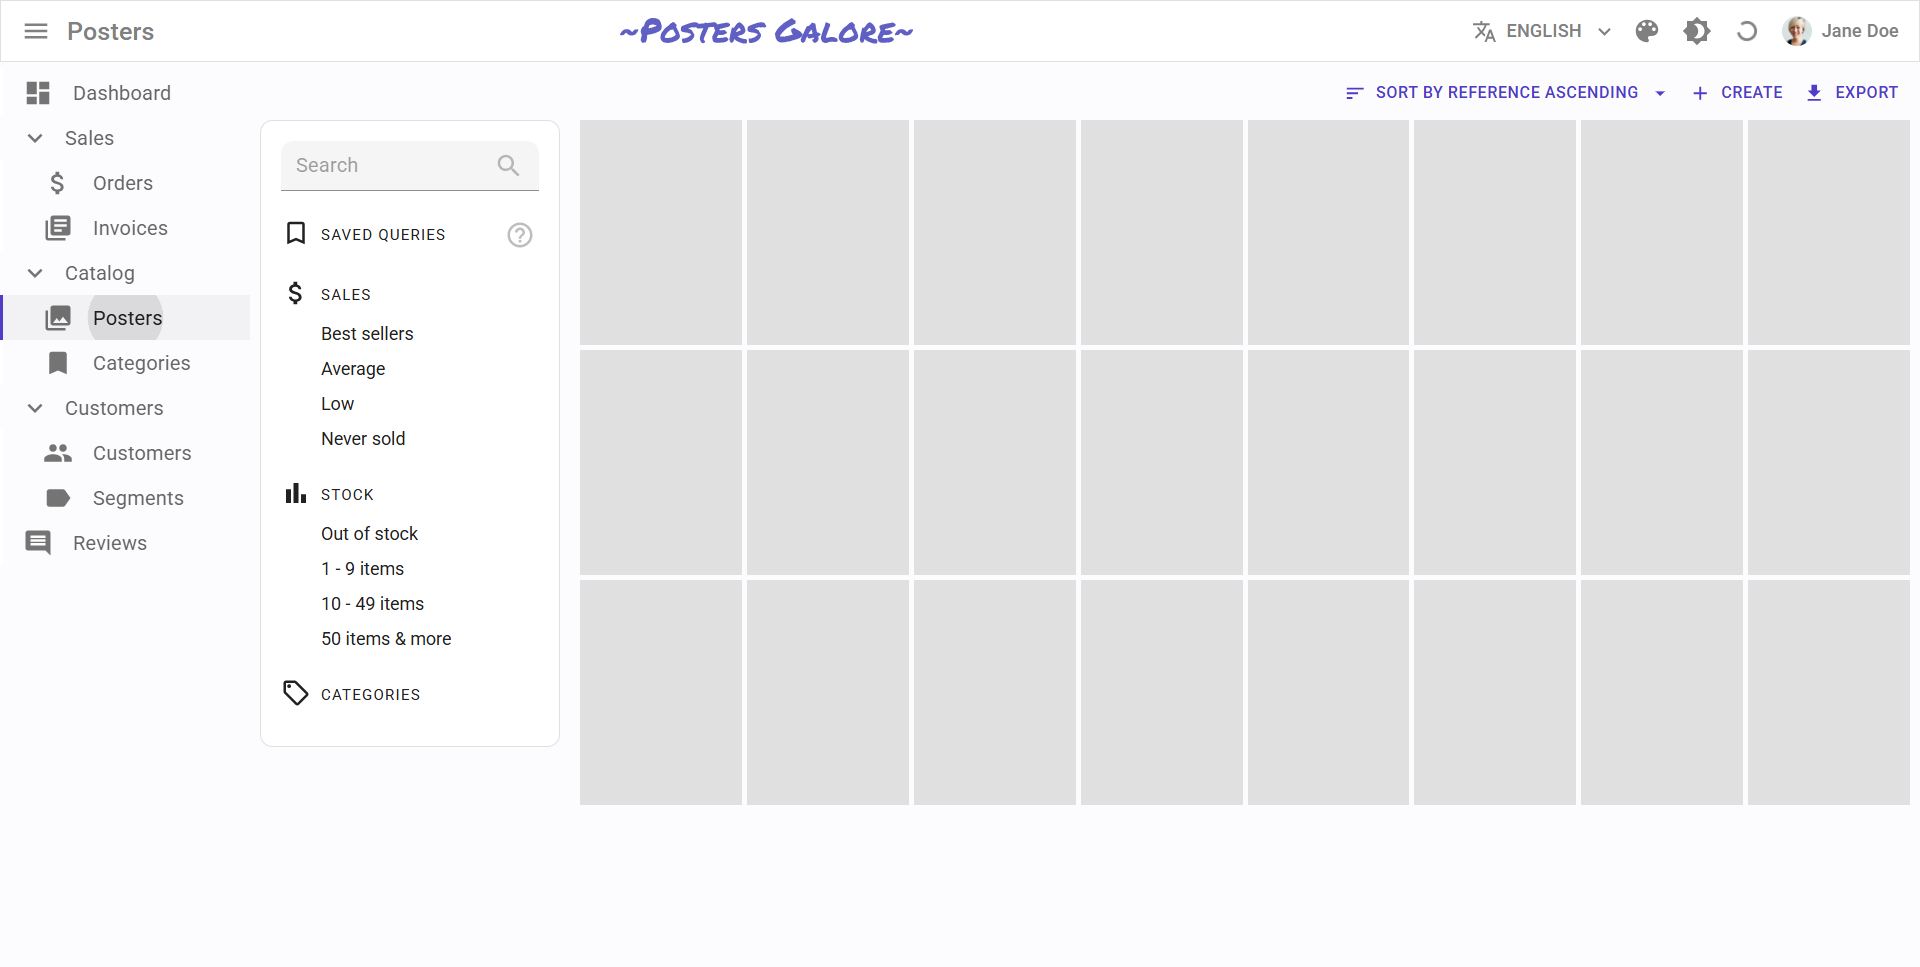 Posters
~Posters Galore~
ENGLISH
Jane Doe
Dashboard
Sales
Orders
Invoices
Catalog
Posters
Categories
Customers
Customers
Segments
Reviews
SORT BY REFERENCE ASCENDING
CREATE
EXPORT
Search
SAVED QUERIES
SALES
Best sellers
Average
Low
Never sold
STOCK
Out of stock
1 - 9 items
10 - 49 items
50 items & more
CATEGORIES